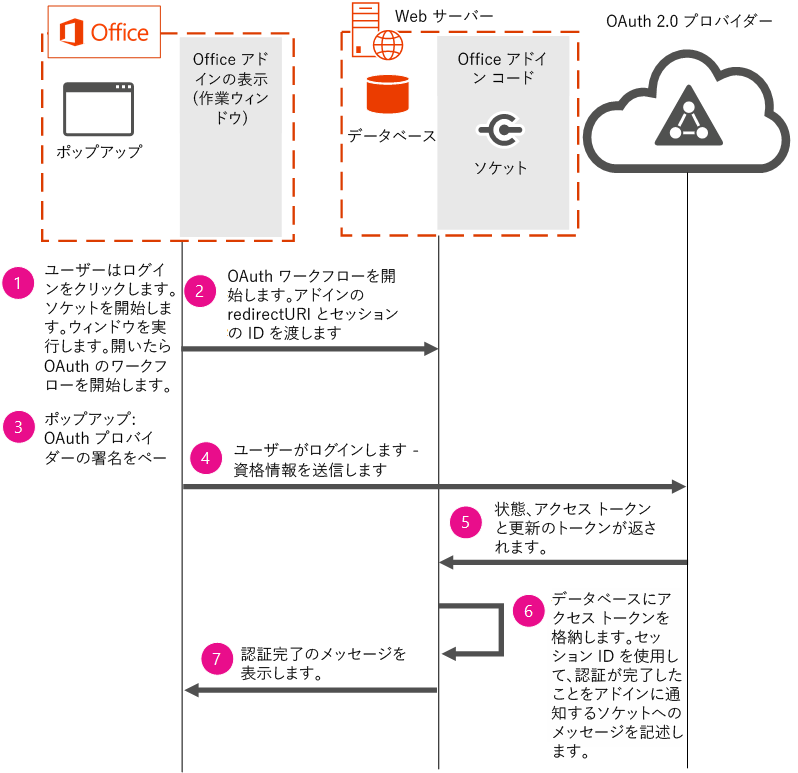 Office
Office アド
インの表示
(作業ウィン
ドウ)
ポップアップ
Web サーバー
Office アドイ
ン コード
データベース
ソケット
OAuth 2.0 プロバイダー
1
ユーザーはログイ
ンをクリックします。
ソケットを開始しま
す。ウィンドウを実
行します。開いたら
OAuth のワークフ
ローを開始します。
2
OAuth ワークフローを開
始します。アドインの
redirectURI とセッション
の ID を渡します
3
ポップアップ:
OAuth プロバイ
ダーの署名をペー
4
ユーザーがログインします -
資格情報を送信します
5
状態、アクセス トークン
と更新のトークンが返さ
れます。
6
データベースにア
クセス トークンを
格納します。セッ
ション ID を使用し
て、認証が完了した
ことをアドインに通
知するソケットへの
メッセージを記述し
ます。
7
認証完了のメッセージを
表示します。